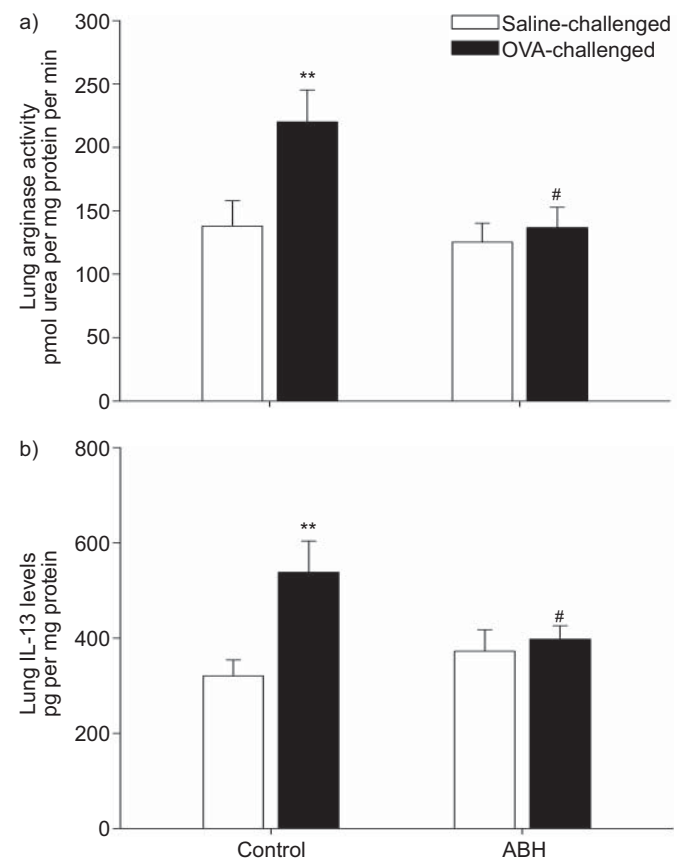 a)
300
250
200
150
100
50
0
Lung arginase activity
pmol urea per mg protein per min
Saline-challenged
OVA-challenged
**
#
b)
800
600
400
200
0
Lung IL-13 levels
pg per mg protein
**
#
Control
ABH